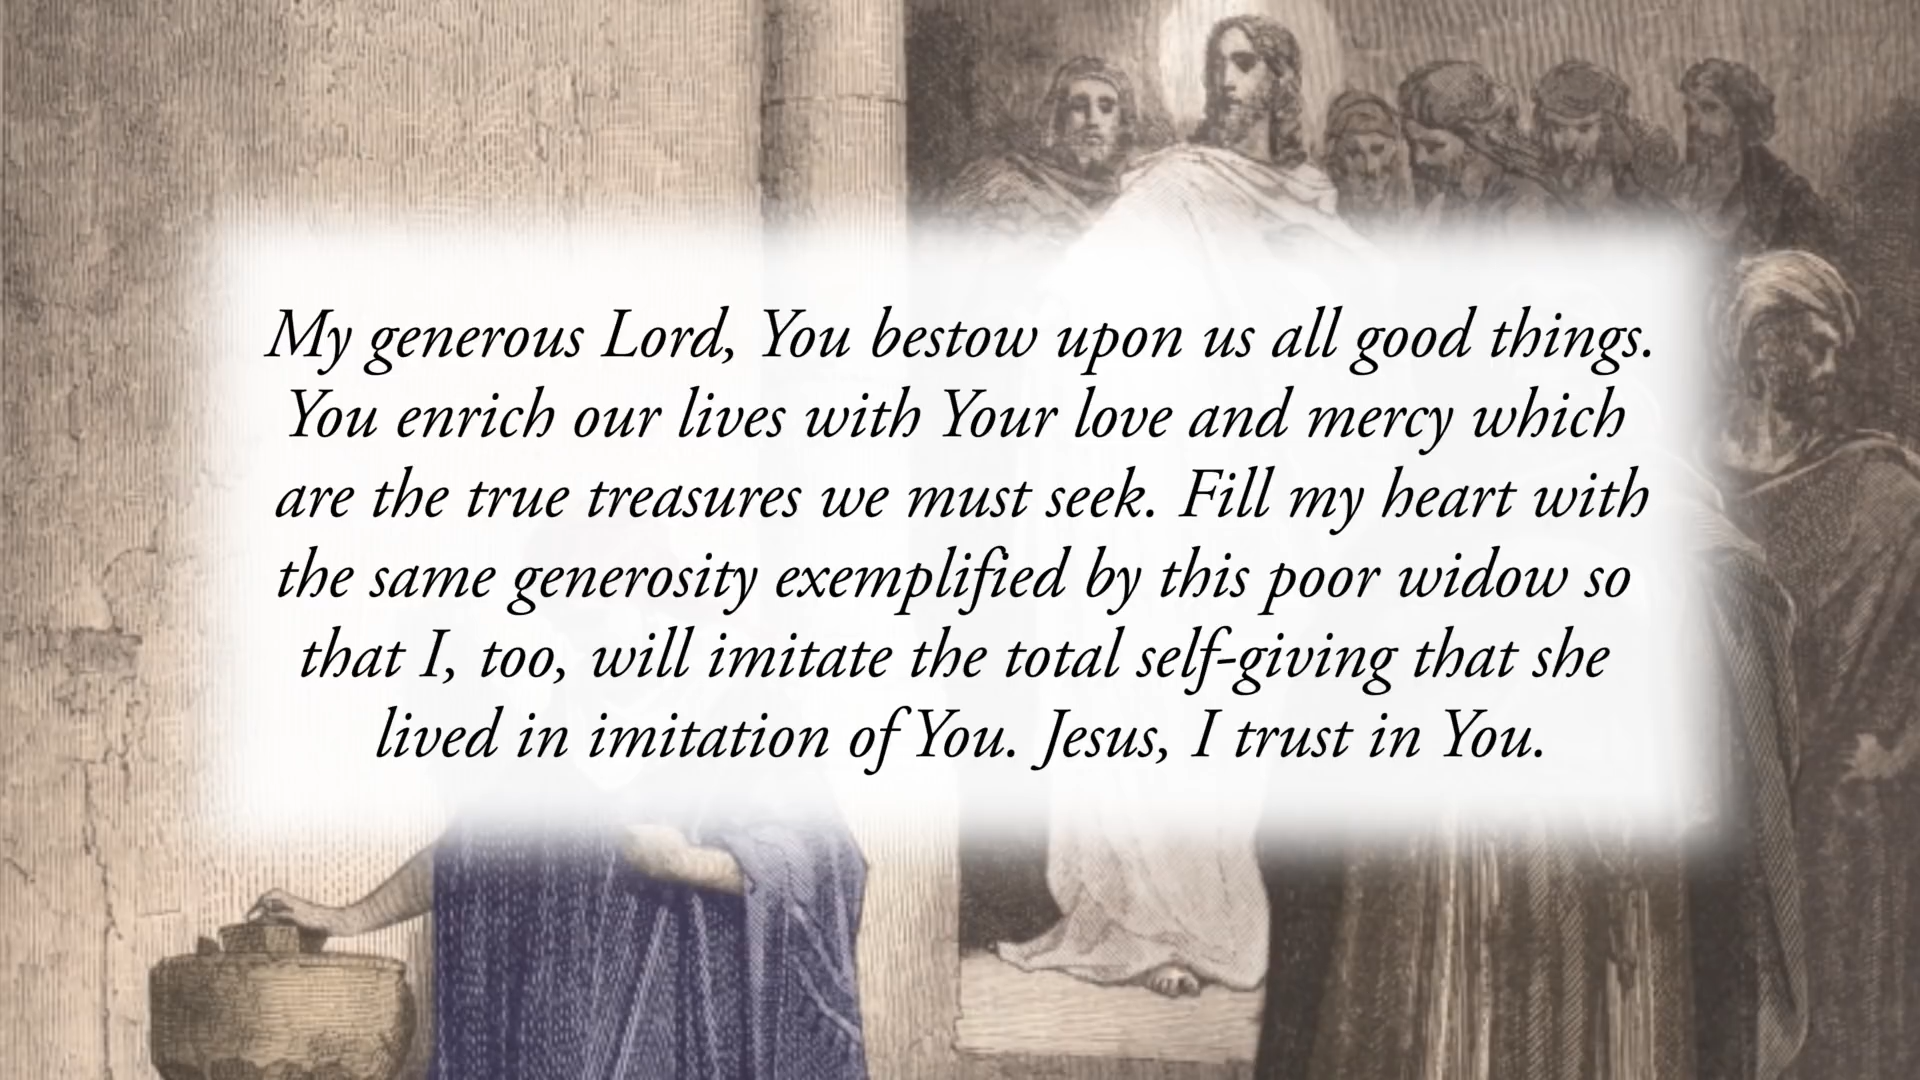 My generous Lord, You bestow upon us all good things.
You enrich our lives with Your love and mercy which
are the true treasures we must seek. Fill my heart with
the same generosity exemplified by this poor widow so
that I, too, will imitate the total self-giving that she
lived in imitation of You. Jesus, I trust in You.